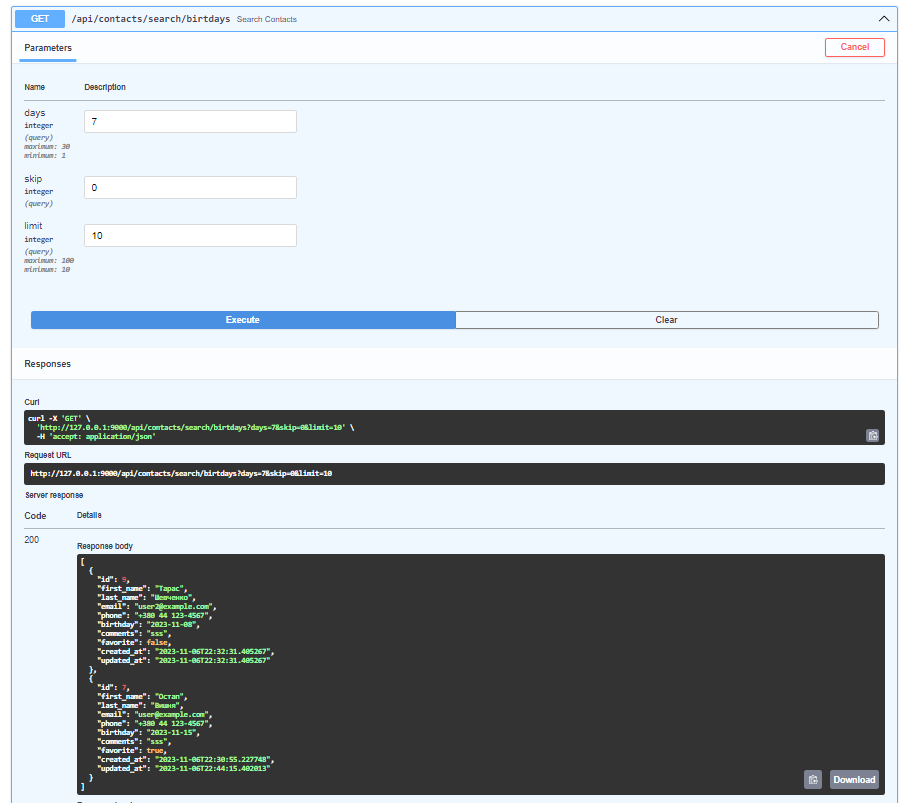 GET /api/contacts/search/birtdays Search Contacts
Parameters
Cancel
Name Description
days
integer
(query)
maximum: 30
minimum: 1
7
skip
integer
(query)
0
limit
integer
(query)
maximum: 100
minimum: 10
10
Execute
Clear
Responses
Curl
curl -X 'GET' \
'http://127.0.0.1:9000/api/contacts/search/birtdays?days=7&skip=0&limit=10' \
-H 'accept: application/json'
Request URL
http://127.0.0.1:9000/api/contacts/search/birtdays?days=7&skip=0&limit=10
Server response
Code Details
200
Response body
[
{
"id": 9,
"first_name": "Тарас",
"last_name": "Шевченко",
"email": "user2@example.com",
"phone": "+380 44 123-4567",
"birthday": "2023-11-08",
"comments": "sss",
"favorite": false,
"created_at": "2023-11-06T22:32:31.405267",
"updated_at": "2023-11-06T22:32:31.405267"
},
{
"id": 7,
"first_name": "Остап",
"last_name": "Вишня",
"email": "user@example.com",
"phone": "+380 44 123-4567",
"birthday": "2023-11-15",
"comments": "sss",
"favorite": true,
"created_at": "2023-11-06T22:30:55.227748",
"updated_at": "2023-11-06T22:44:15.402013"
}
]
Download